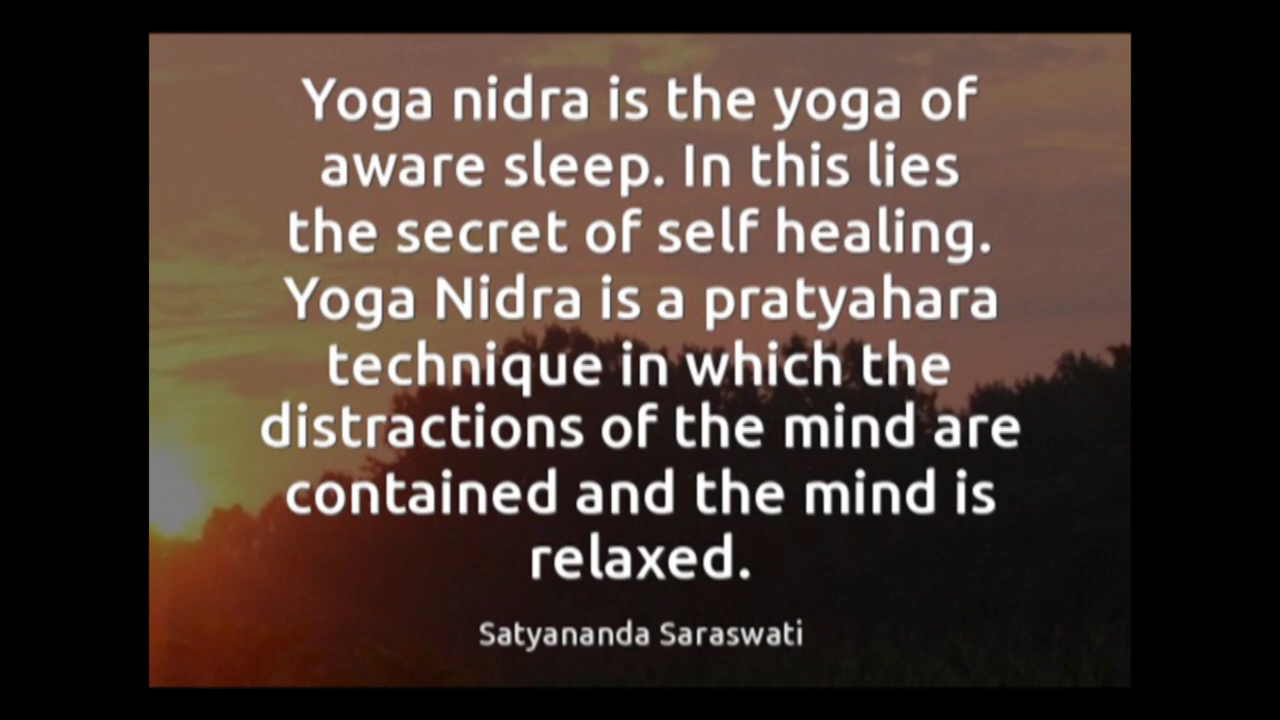 Yoga nidra is the yoga of
aware sleep. In this lies
the secret of self healing.
Yoga Nidra is a pratyahara
technique in which the
distractions of the mind are
contained and the mind is
relaxed.
Satyananda Saraswati